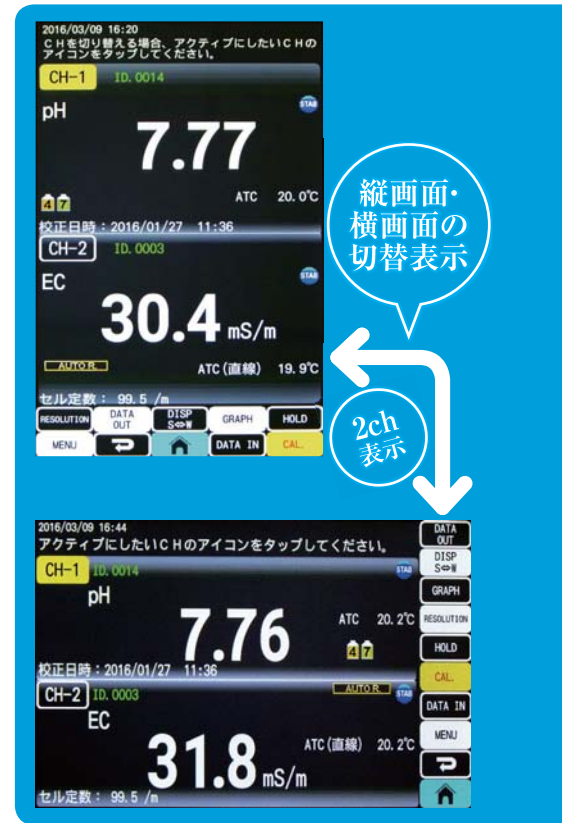 2016/03/09 16:20
CHを切り替える場合、アクティブにしたいCHの
アイコンをタップしてください。
CH-1 ID.0014
pH
STAB
7.77
4 7
ATC 20.0℃
校正日時：2016/01/27 11:36
CH-2 ID.0003
EC
STAB
30.4 mS/m
AUTO R.
ATC(直線) 19.9℃
セル定数： 99.5 /m
RESOLUTION DATA OUT DISP S⇔W GRAPH HOLD
MENU DATA IN CAL.
縦画面・
横画面の
切替表示
2ch
表示
2016/03/09 16:44
アクティブにしたいCHのアイコンをタップしてください。
CH-1 ID.0014
STAB
pH
7.76
ATC 20.2℃
4 7
校正日時：2016/01/27 11:36
CH-2 ID.0003
AUTO R.
STAB
EC
31.8 mS/m
ATC(直線) 20.2℃
セル定数： 99.5 /m
DATA
OUT
DISP
S⇔W
GRAPH
RESOLUTION
HOLD
CAL.
DATA IN
MENU